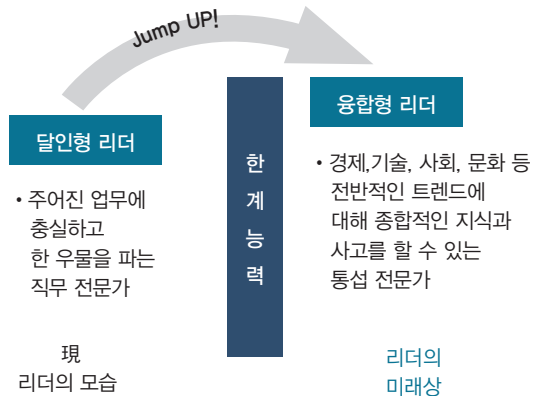 Jump UP!
달인형 리더
• 주어진 업무에
충실하고
한 우물을 파는
직무 전문가
現
리더의 모습
한
계
능
력
융합형 리더
• 경제,기술, 사회, 문화 등
전반적인 트렌드에
대해 종합적인 지식과
사고를 할 수 있는
통섭 전문가
리더의
미래상